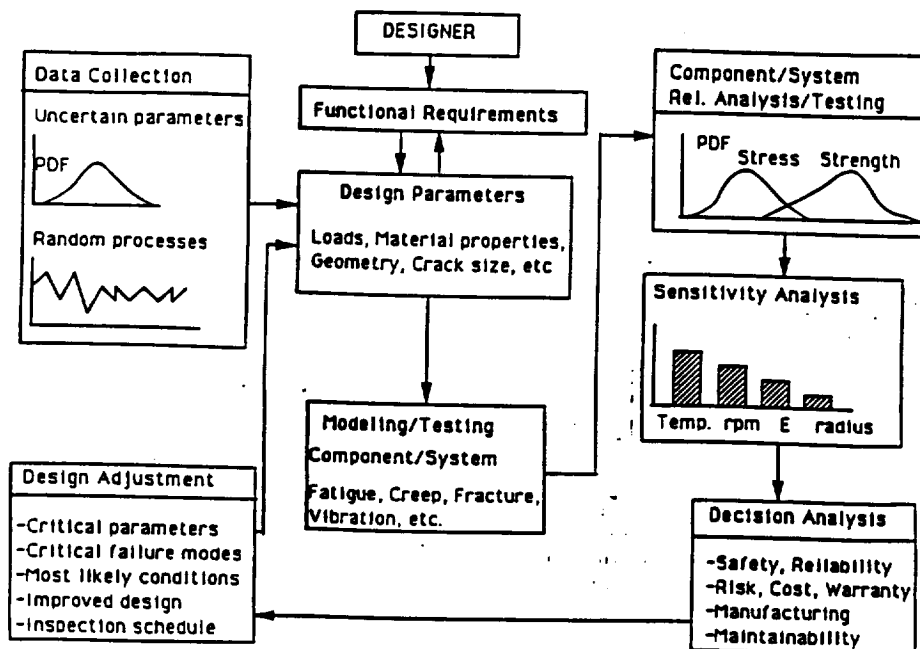 DESIGNER
Functional Requirements
Data Collection
Uncertain parameters
PDF
Random processes
Design Parameters
Loads, Material properties,
Geometry, Crack size, etc
Modeling/Testing
Component/System
Fatigue, Creep, Fracture,
Vibration, etc.
Component/System
Rel. Analysis/Testing
PDF
Stress Strength
Sensitivity Analysis
Temp. rpm E radius
Decision Analysis
-Safety, Reliability
-Risk, Cost, Warranty
-Manufacturing
-Maintainability
Design Adjustment
-Critical parameters
-Critical failure modes
-Most likely conditions
-Improved design
-Inspection schedule